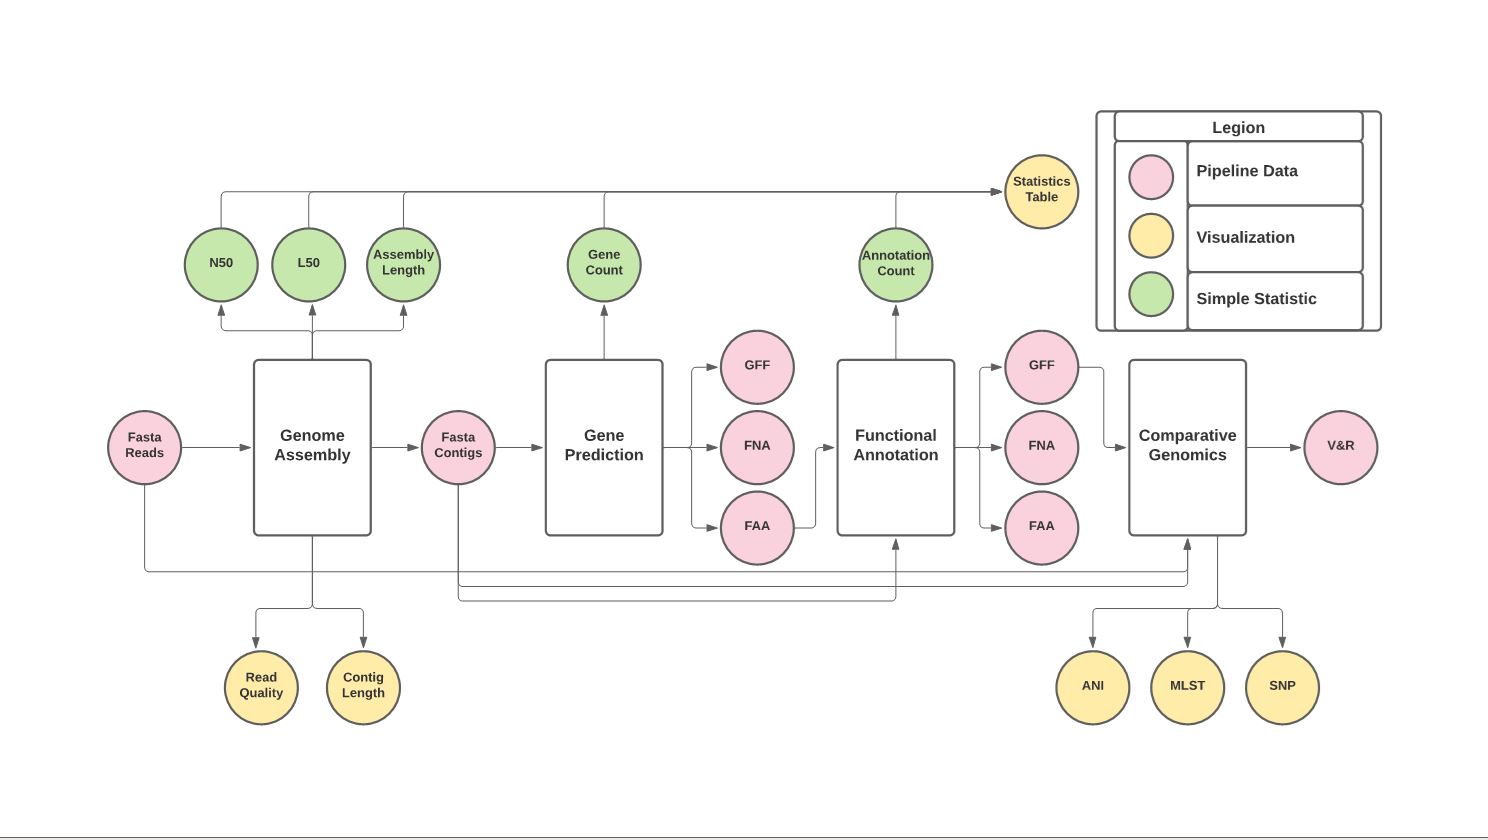 Legion
Pipeline Data
Visualization
Simple Statistic
Statistics
Table
N50
L50
Assembly
Length
Gene
Count
Annotation
Count
Fasta
Reads
Genome
Assembly
Fasta
Contigs
Gene
Prediction
GFF
FNA
FAA
Functional
Annotation
GFF
FNA
FAA
Comparative
Genomics
V&R
Read
Quality
Contig
Length
ANI
MLST
SNP